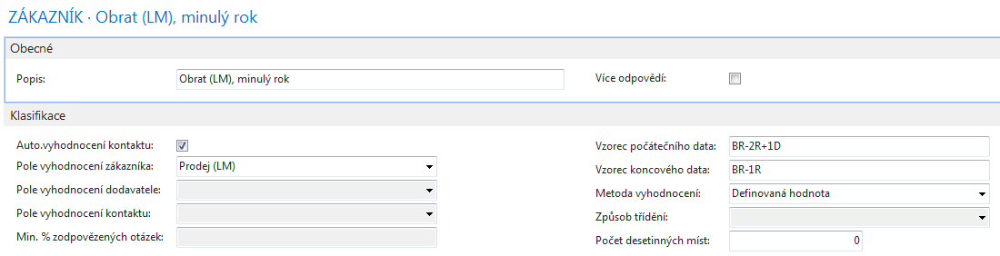 ZÁKAZNÍK · Obrat (LM), minulý rok
Obecné
Popis: Obrat (LM), minulý rok Více odpovědí:
Klasifikace
Auto.vyhodnocení kontaktu: Vzorec počátečního data: BR-2R+1D
Pole vyhodnocení zákazníka: Prodej (LM) Vzorec koncového data: BR-1R
Pole vyhodnocení dodavatele: Metoda vyhodnocení: Definovaná hodnota
Pole vyhodnocení kontaktu: Způsob třídění:
Min. % zodpovězených otázek: Počet desetinných míst: 0